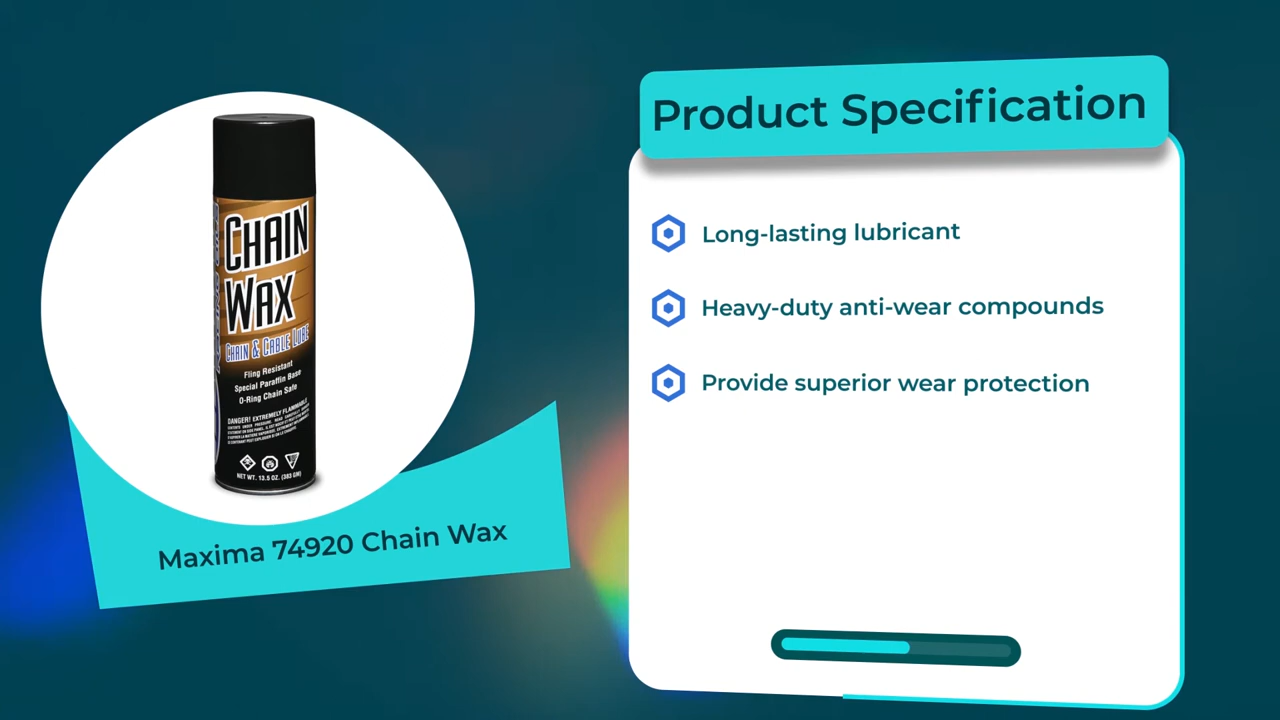 Product Specification
Long-lasting lubricant
Heavy-duty anti-wear compounds
Provide superior wear protection
CHAIN
WAX
CHAIN & CABLE LUBE
Fling Resistant
Special Paraffin Base
O-Ring Chain Safe
DANGER! EXTREMELY FLAMMABLE
NET WT. 13.5 OZ. (383 GM)
Maxima 74920 Chain Wax